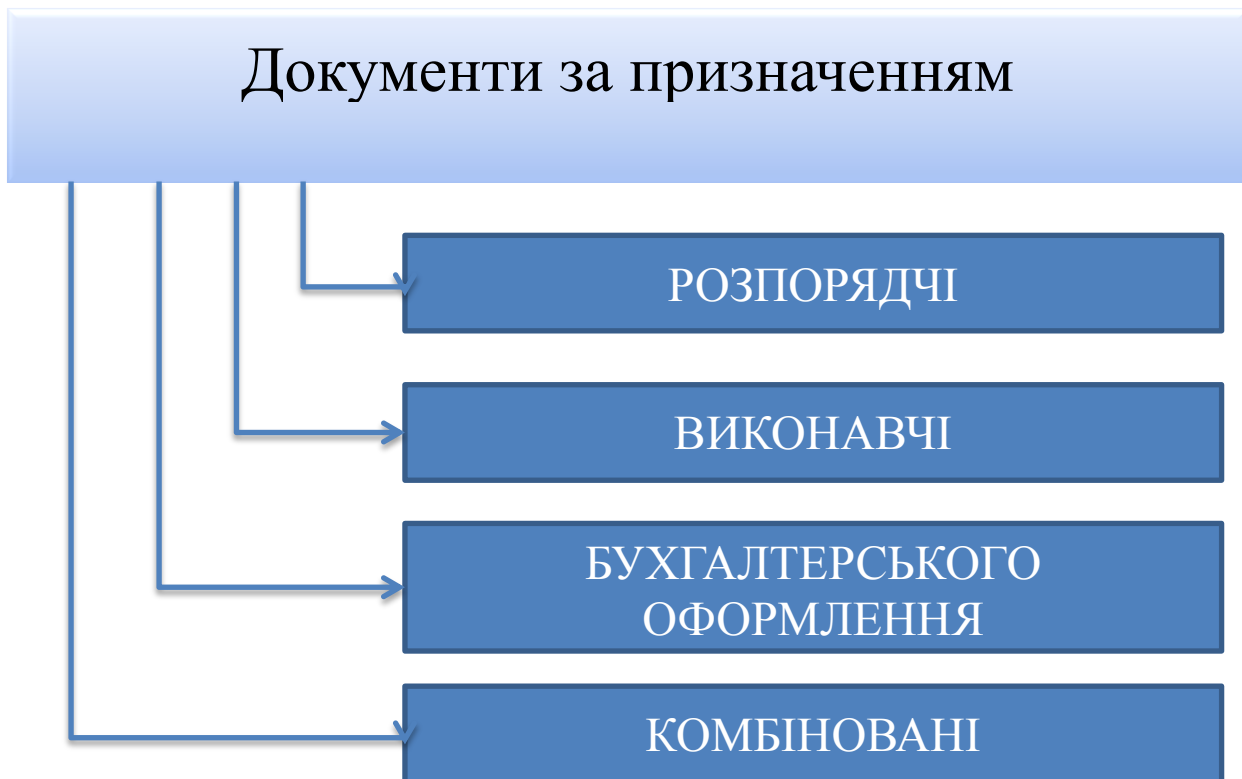 Документи за призначенням
РОЗПОРЯДЧІ
ВИКОНАВЧІ
БУХГАЛТЕРСЬКОГО
ОФОРМЛЕННЯ
КОМБІНОВАНІ